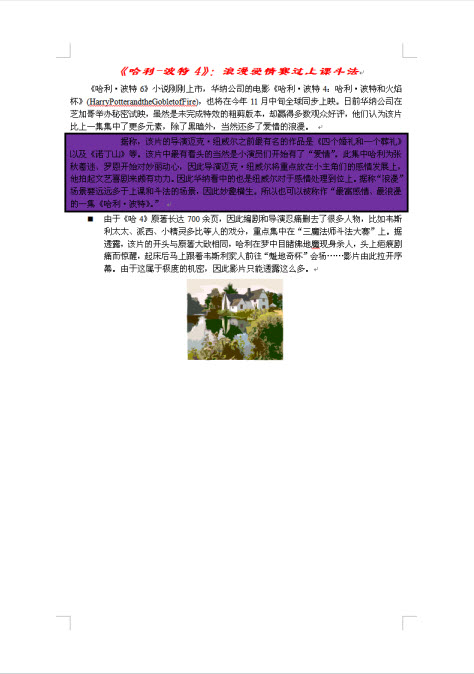 《哈利-波特 4》：浪漫爱情赛过上课斗法
《哈利·波特 6》小说刚刚上市，华纳公司的电影《哈利·波特 4：哈利·波特和火焰
杯》(HarryPotterandtheGobletofFire)，也将在今年 11 月中旬全球同步上映。日前华纳公司在
芝加哥举办秘密试映，虽然是未完成特效的粗剪版本，却赢得多数观众好评，他们认为该片
比上一集集中了更多元素，除了黑暗外，当然还多了爱情的浪漫。
据称，该片的导演迈克·纽威尔之前最有名的作品是《四个婚礼和一个葬礼》
以及《诺丁山》等。该片中最有看头的当然是小演员们开始有了“爱情”。此集中哈利为张
秋着迷、罗恩开始对妙丽动心，因此导演迈克·纽威尔将重点放在小主角们的感情发展上，
他拍起文艺喜剧来颇有功力。因此华纳看中的也是纽威尔对于感情处理到位上。据称“浪漫”
场景要远远多于上课和斗法的场景，因此妙趣横生。所以也可以被称作“最富感情、最浪漫
的一集《哈利·波特》。”
■ 由于《哈 4》原著长达 700 余页，因此编剧和导演忍痛删去了很多人物，比如韦斯
利太太、派西、小精灵多比等人的戏分，重点集中在“三魔法师斗法大赛”上。据
透露，该片的开头与原著大致相同，哈利在梦中目睹佛地魔现身杀人，头上疤痕剧
痛而惊醒，起床后马上跟着韦斯利家人前往“魁地奇杯”会场……影片由此拉开序
幕。由于这属于极度的机密，因此影片只能透露这么多。